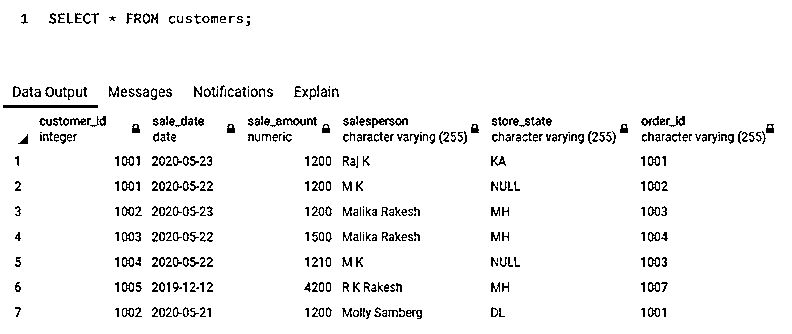 1 SELECT * FROM customers;
Data Output Messages Notifications Explain
customer_id sale_date sale_amount salesperson store_state order_id
integer date numeric character varying (255) character varying (255) character varying (255)
1 1001 2020-05-23 1200 Raj K KA 1001
2 1001 2020-05-22 1200 M K NULL 1002
3 1002 2020-05-23 1200 Malika Rakesh MH 1003
4 1003 2020-05-22 1500 Malika Rakesh MH 1004
5 1004 2020-05-22 1210 M K NULL 1003
6 1005 2019-12-12 4200 R K Rakesh MH 1007
7 1002 2020-05-21 1200 Molly Samberg DL 1001